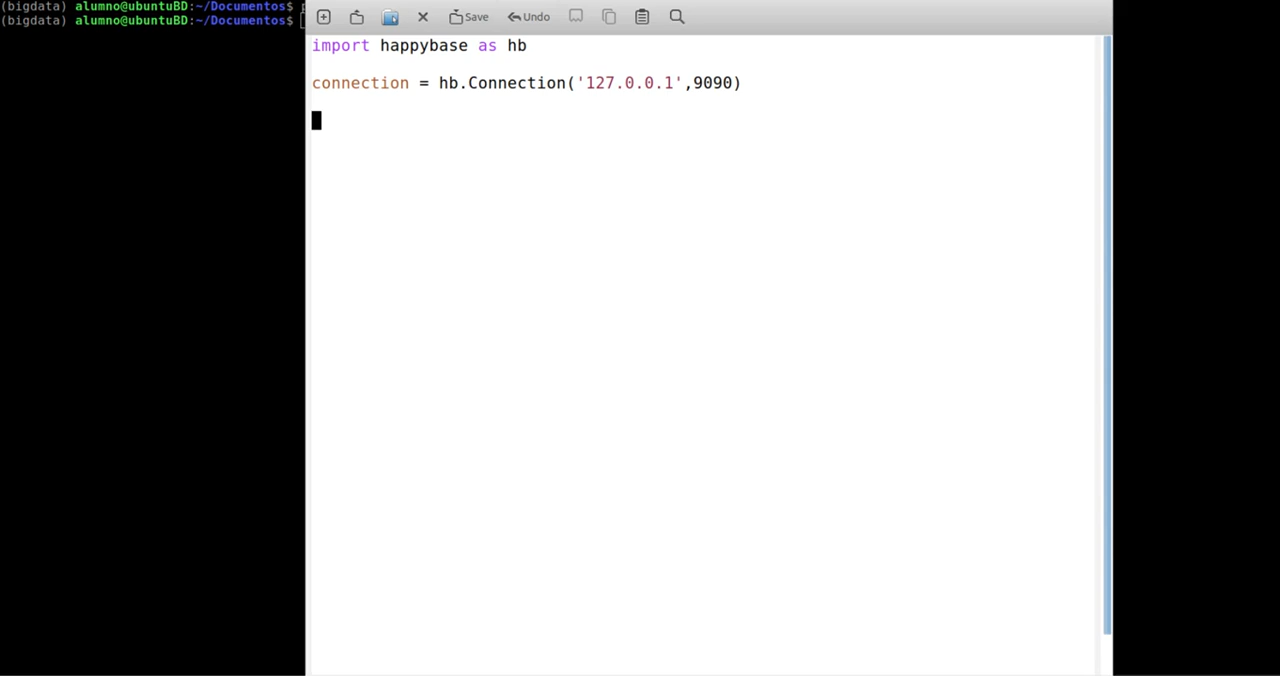 (bigdata) alumno@ubuntuBD:~/Documentos$
(bigdata) alumno@ubuntuBD:~/Documentos$
Save Undo
import happybase as hb
connection = hb.Connection('127.0.0.1',9090)